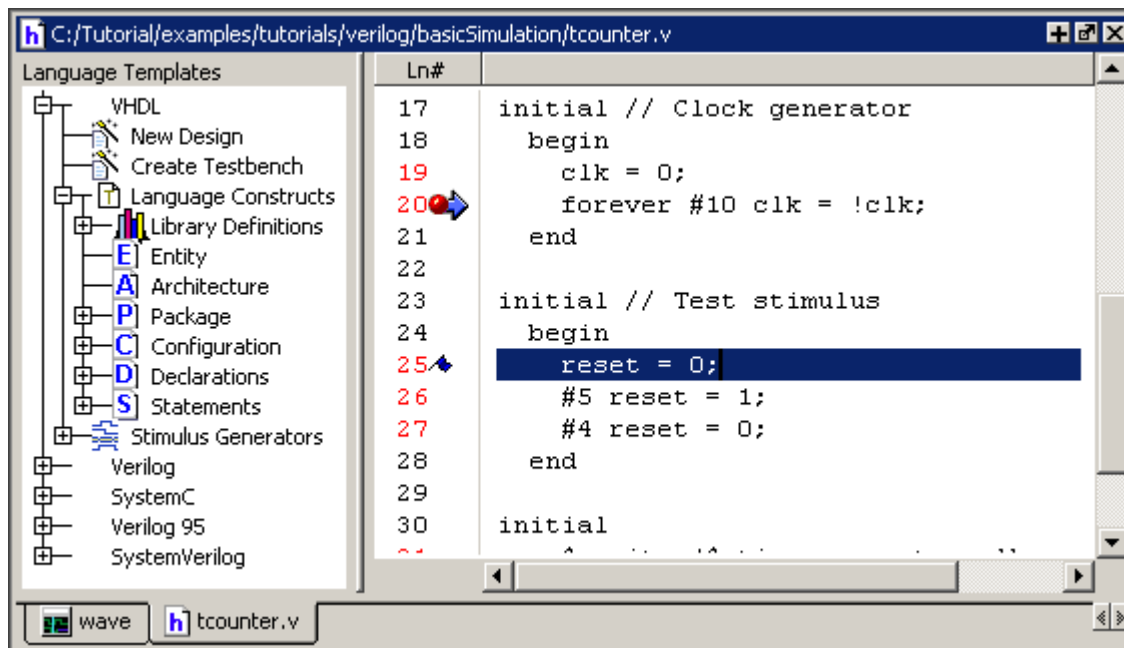 C:/Tutorial/examples/tutorials/verilog/basicSimulation/tcounter.v
Language Templates
VHDL
New Design
Create Testbench
Language Constructs
Library Definitions
E Entity
A Architecture
P Package
C Configuration
D Declarations
S Statements
Stimulus Generators
Verilog
SystemC
Verilog 95
SystemVerilog
Ln#
17 initial // Clock generator
18 begin
19 clk = 0;
20 forever #10 clk = !clk;
21 end
22
23 initial // Test stimulus
24 begin
25 reset = 0;
26 #5 reset = 1;
27 #4 reset = 0;
28 end
29
30 initial
wave
h tcounter.v